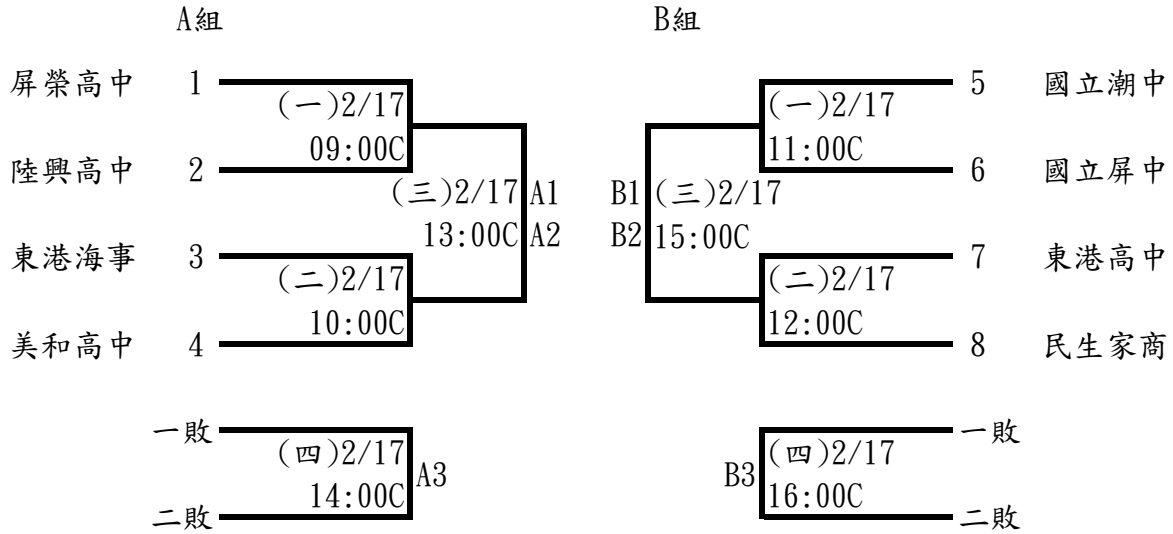 A組 B組
屏榮高中 1 5 國立潮中
(一)2/17 (一)2/17
09:00C 11:00C
陸興高中 2 6 國立屏中
(三)2/17 A1 B1 (三)2/17
13:00C A2 B2 15:00C
東港海事 3 7 東港高中
(二)2/17 (二)2/17
10:00C 12:00C
美和高中 4 8 民生家商
一敗 一敗
(四)2/17 (四)2/17
A3 B3
14:00C 16:00C
二敗 二敗